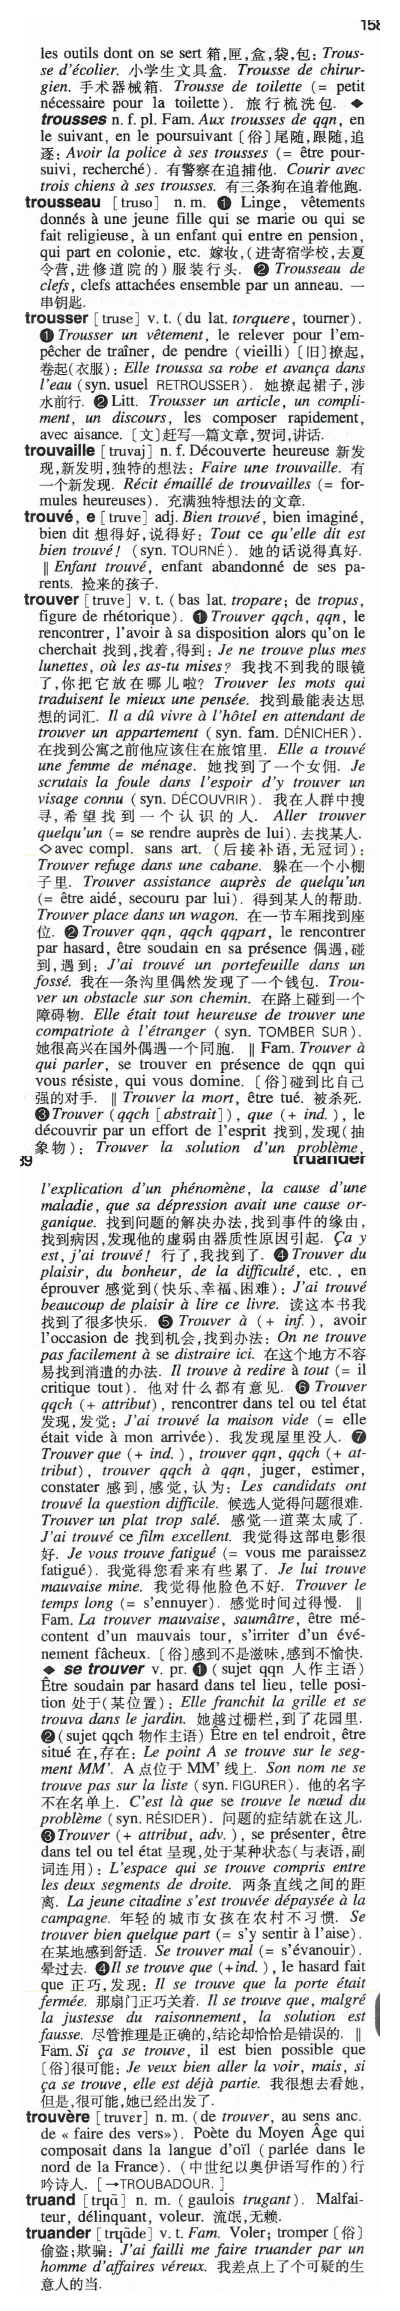 158
les outils dont on se sert 箱,匣,盒,袋,包: Trous-
se d'écolier. 小学生文具盒. Trousse de chirur-
gien. 手术器械箱. Trousse de toilette (= petit
nécessaire pour la toilette). 旅行梳洗包. ◆
trousses n. f. pl. Fam. Aux trousses de qqn, en
le suivant, en le poursuivant〔俗〕尾随,跟随,追
逐: Avoir la police à ses trousses (= être pour-
suivi, recherché). 有警察在追捕他. Courir avec
trois chiens à ses trousses. 有三条狗在追着他跑.
trousseau [truso] n. m. ❶ Linge, vêtements
donnés à une jeune fille qui se marie ou qui se
fait religieuse, à un enfant qui entre en pension,
qui part en colonie, etc. 嫁妆,(进寄宿学校,去夏
令营,进修道院的)服装行头. ❷ Trousseau de
clefs, clefs attachées ensemble par un anneau. 一
串钥匙.
trousser [truse] v. t. (du lat. torquere, tourner).
❶ Trousser un vêtement, le relever pour l'em-
pêcher de traîner, de pendre (vieilli)〔旧〕撩起,
卷起(衣服): Elle troussa sa robe et avança dans
l'eau (syn. usuel RETROUSSER). 她撩起裙子,涉
水前行. ❷ Litt. Trousser un article, un compli-
ment, un discours, les composer rapidement,
avec aisance.〔文〕赶写一篇文章,贺词,讲话.
trouvaille [truvaj] n. f. Découverte heureuse 新发
现,新发明,独特的想法: Faire une trouvaille. 有
一个新发现. Récit émaillé de trouvailles (= for-
mules heureuses). 充满独特想法的文章.
trouvé, e [truve] adj. Bien trouvé, bien imaginé,
bien dit 想得好,说得好: Tout ce qu'elle dit est
bien trouvé! (syn. TOURNÉ). 她的话说得真好.
‖ Enfant trouvé, enfant abandonné de ses pa-
rents. 捡来的孩子.
trouver [truve] v. t. (bas lat. tropare; de tropus,
figure de rhétorique). ❶ Trouver qqch, qqn, le
rencontrer, l'avoir à sa disposition alors qu'on le
cherchait 找到,找着,得到: Je ne trouve plus mes
lunettes, où les as-tu mises? 我找不到我的眼镜
了,你把它放在哪儿啦? Trouver les mots qui
traduisent le mieux une pensée. 找到最能表达思
想的词汇. Il a dû vivre à l'hôtel en attendant de
trouver un appartement (syn. fam. DÉNICHER).
在找到公寓之前他应该住在旅馆里. Elle a trouvé
une femme de ménage. 她找到了一个女佣. Je
scrutais la foule dans l'espoir d'y trouver un
visage connu (syn. DÉCOUVRIR). 我在人群中搜
寻,希望找到一个认识的人. Aller trouver
quelqu'un (= se rendre auprès de lui). 去找某人.
◇ avec compl. sans art. (后接补语,无冠词):
Trouver refuge dans une cabane. 躲在一个小棚
子里. Trouver assistance auprès de quelqu'un
(= être aidé, secouru par lui). 得到某人的帮助.
Trouver place dans un wagon. 在一节车厢找到座
位. ❷ Trouver qqn, qqch qqpart, le rencontrer
par hasard, être soudain en sa présence 偶遇,碰
到,遇到: J'ai trouvé un portefeuille dans un
fossé. 我在一条沟里偶然发现了一个钱包. Trou-
ver un obstacle sur son chemin. 在路上碰到一个
障碍物. Elle était tout heureuse de trouver une
compatriote à l'étranger (syn. TOMBER SUR).
她很高兴在国外偶遇一个同胞. ‖ Fam. Trouver à
qui parler, se trouver en présence de qqn qui
vous résiste, qui vous domine.〔俗〕碰到比自己
强的对手. ‖ Trouver la mort, être tué. 被杀死.
❸ Trouver (qqch [abstrait]), que (+ ind.), le
découvrir par un effort de l'esprit 找到,发现(抽
象物): Trouver la solution d'un problème,
89 truander
l'explication d'un phénomène, la cause d'une
maladie, que sa dépression avait une cause or-
ganique. 找到问题的解决办法,找到事件的缘由,
找到病因,发现他的虚弱由器质性原因引起. Ça y
est, j'ai trouvé! 行了,我找到了. ❹ Trouver du
plaisir, du bonheur, de la difficulté, etc., en
éprouver 感觉到(快乐、幸福、困难): J'ai trouvé
beaucoup de plaisir à lire ce livre. 读这本书我
找到了很多快乐. ❺ Trouver à (+ inf.), avoir
l'occasion de 找到机会,找到办法: On ne trouve
pas facilement à se distraire ici. 在这个地方不容
易找到消遣的办法. Il trouve à redire à tout (= il
critique tout). 他对什么都有意见. ❻ Trouver
qqch (+ attribut), rencontrer dans tel ou tel état
发现,发觉: J'ai trouvé la maison vide (= elle
était vide à mon arrivée). 我发现屋里没人. ❼
Trouver que (+ ind.), trouver qqn, qqch (+ at-
tribut), trouver qqch à qqn, juger, estimer,
constater 感到,感觉,认为: Les candidats ont
trouvé la question difficile. 候选人觉得问题很难.
Trouver un plat trop salé. 感觉一道菜太咸了.
J'ai trouvé ce film excellent. 我觉得这部电影很
好. Je vous trouve fatigué (= vous me paraissez
fatigué). 我觉得您看来有些累了. Je lui trouve
mauvaise mine. 我觉得他脸色不好. Trouver le
temps long (= s'ennuyer). 感觉时间过得慢. ‖
Fam. La trouver mauvaise, saumâtre, être mé-
content d'un mauvais tour, s'irriter d'un évé-
nement fâcheux.〔俗〕感到不是滋味,感到不愉快.
◆ se trouver v. pr. ❶ (sujet qqn 人作主语)
Être soudain par hasard dans tel lieu, telle posi-
tion 处于(某位置): Elle franchit la grille et se
trouva dans le jardin. 她越过栅栏,到了花园里.
❷ (sujet qqch 物作主语) Être en tel endroit, être
situé 在,存在: Le point A se trouve sur le seg-
ment MM'. A 点位于 MM' 线上. Son nom ne se
trouve pas sur la liste (syn. FIGURER). 他的名字
不在名单上. C'est là que se trouve le nœud du
problème (syn. RÉSIDER). 问题的症结就在这儿.
❸ Trouver (+ attribut, adv.), se présenter, être
dans tel ou tel état 呈现,处于某种状态(与表语,副
词连用): L'espace qui se trouve compris entre
les deux segments de droite. 两条直线之间的距
离. La jeune citadine s'est trouvée dépaysée à la
campagne. 年轻的城市女孩在农村不习惯. Se
trouver bien quelque part (= s'y sentir à l'aise).
在某地感到舒适. Se trouver mal (= s'évanouir).
晕过去. ❹ Il se trouve que (+ind.), le hasard fait
que 正巧,发现: Il se trouve que la porte était
fermée. 那扇门正巧关着. Il se trouve que, malgré
la justesse du raisonnement, la solution est
fausse. 尽管推理是正确的,结论却恰恰是错误的. ‖
Fam. Si ça se trouve, il est bien possible que
〔俗〕很可能: Je veux bien aller la voir, mais, si
ça se trouve, elle est déjà partie. 我很想去看她,
但是,很可能,她已经出发了.
trouvère [truvɛr] n. m. (de trouver, au sens anc.
de « faire des vers»). Poète du Moyen Âge qui
composait dans la langue d'oïl (parlée dans le
nord de la France). (中世纪以奥伊语写作的)行
吟诗人. [→TROUBADOUR.]
truand [tryɑ̃] n. m. (gaulois trugant). Malfai-
teur, délinquant, voleur. 流氓,无赖.
truander [tryɑ̃de] v. t. Fam. Voler; tromper〔俗〕
偷盗;欺骗: J'ai failli me faire truander par un
homme d'affaires véreux. 我差点上了个可疑的生
意人的当.